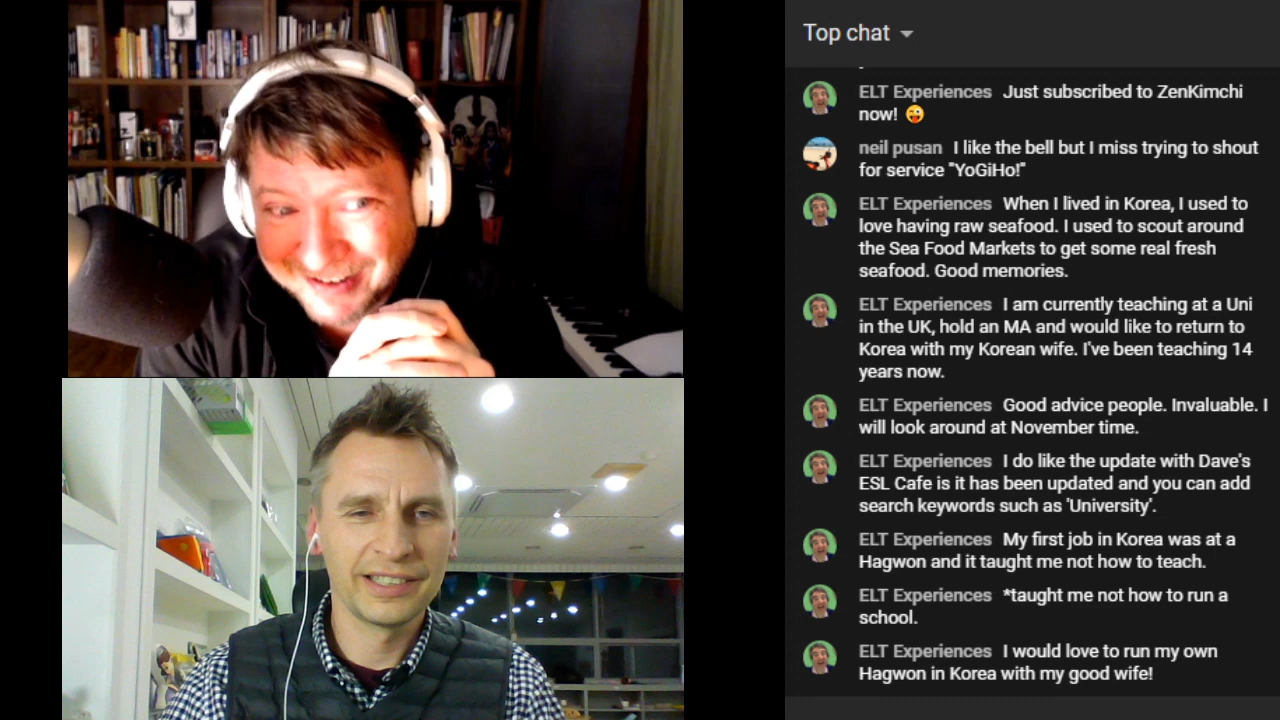 Top chat
ELT Experiences Just subscribed to ZenKimchi
now! 😜
neil pusan I like the bell but I miss trying to shout
for service "YoGiHo!"
ELT Experiences When I lived in Korea, I used to
love having raw seafood. I used to scout around
the Sea Food Markets to get some real fresh
seafood. Good memories.
ELT Experiences I am currently teaching at a Uni
in the UK, hold an MA and would like to return to
Korea with my Korean wife. I've been teaching 14
years now.
ELT Experiences Good advice people. Invaluable. I
will look around at November time.
ELT Experiences I do like the update with Dave's
ESL Cafe is it has been updated and you can add
search keywords such as 'University'.
ELT Experiences My first job in Korea was at a
Hagwon and it taught me not how to teach.
ELT Experiences *taught me not how to run a
school.
ELT Experiences I would love to run my own
Hagwon in Korea with my good wife!